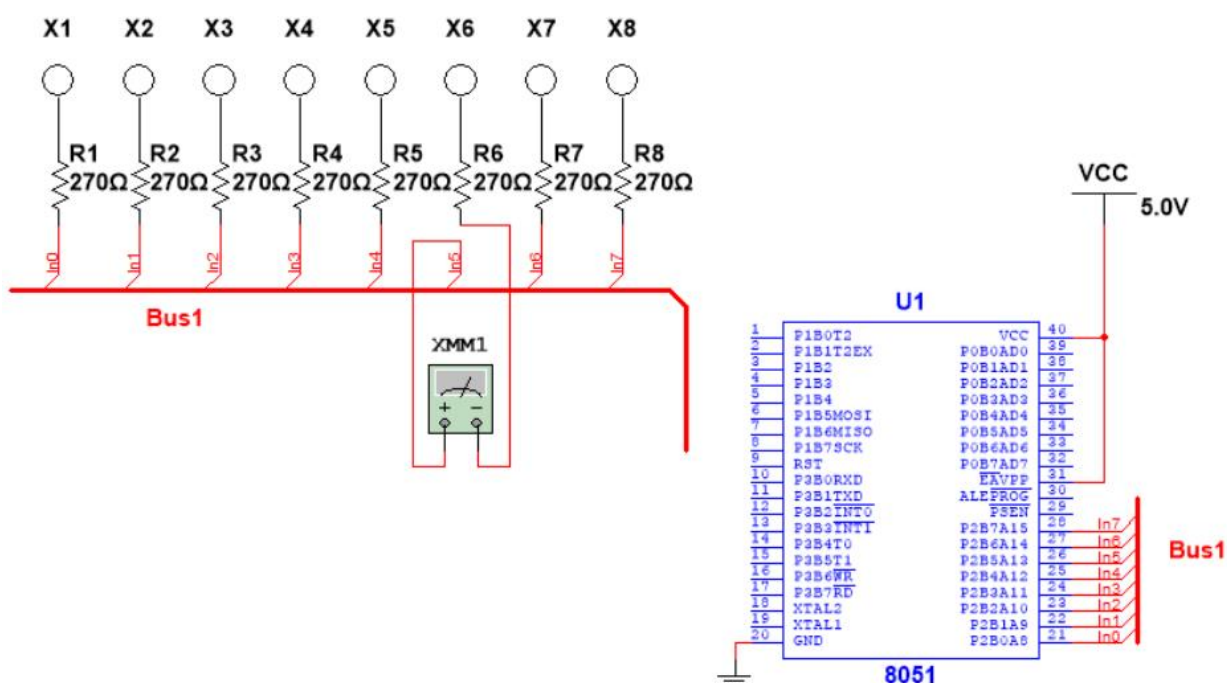 X1 X2 X3 X4 X5 X6 X7 X8
R1 R2 R3 R4 R5 R6 R7 R8
270Ω 270Ω 270Ω 270Ω 270Ω 270Ω 270Ω 270Ω
VCC
5.0V
In0 In1 In2 In3 In4 In5 In6 In7
Bus1
XMM1
+ −
U1
1 P1B0T2 VCC 40
2 P1B1T2EX P0B0AD0 39
3 P1B2 P0B1AD1 38
4 P1B3 P0B2AD2 37
5 P1B4 P0B3AD3 36
6 P1B5MOSI P0B4AD4 35
7 P1B6MISO P0B5AD5 34
8 P1B7SCK P0B6AD6 33
9 RST P0B7AD7 32
10 P3B0RXD EAVPP 31
11 P3B1TXD ALEPROG 30
12 P3B2INT0 PSEN 29
13 P3B3INT1 P2B7A15 28 In7
14 P3B4T0 P2B6A14 27 In6
15 P3B5T1 P2B5A13 26 In5
16 P3B6WR P2B4A12 25 In4
17 P3B7RD P2B3A11 24 In3
18 XTAL2 P2B2A10 23 In2
19 XTAL1 P2B1A9 22 In1
20 GND P2B0A8 21 In0
Bus1
8051